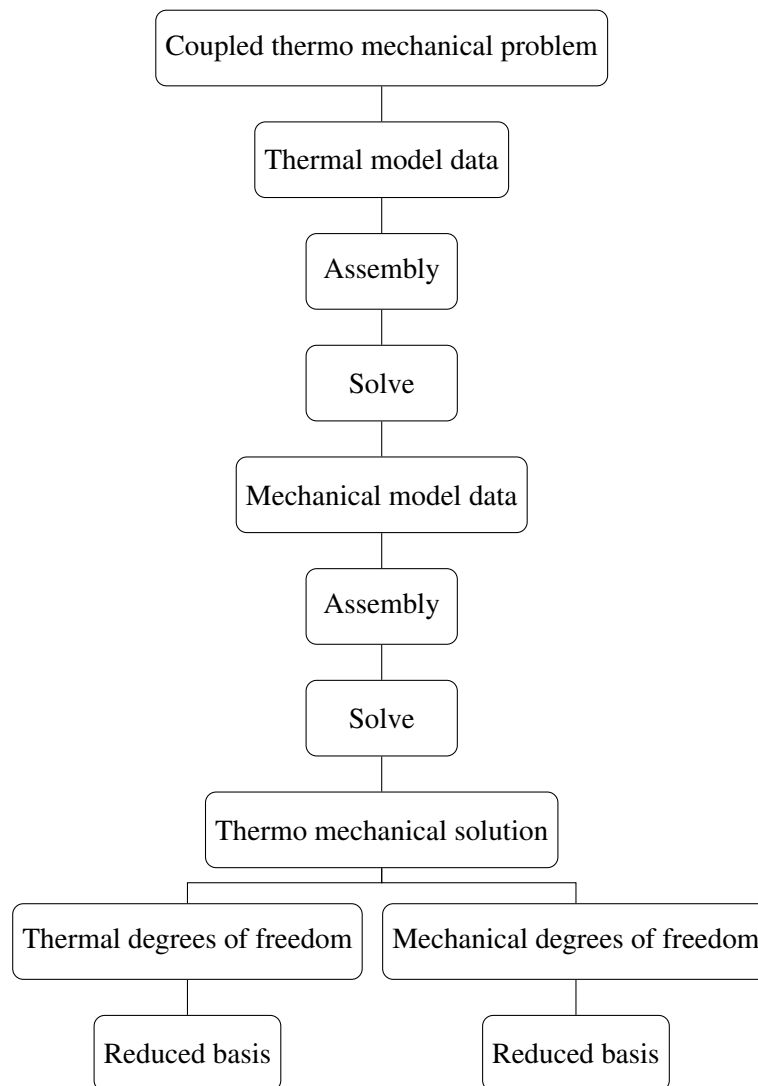 Coupled thermo mechanical problem
Thermal model data
Assembly
Solve
Mechanical model data
Assembly
Solve
Thermo mechanical solution
Thermal degrees of freedom
Mechanical degrees of freedom
Reduced basis
Reduced basis